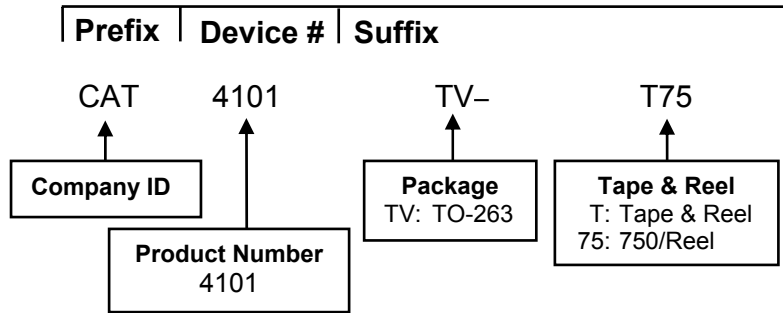 Prefix Device # Suffix
CAT 4101 TV– T75
Company ID
Product Number
4101
Package
TV: TO-263
Tape & Reel
T: Tape & Reel
75: 750/Reel